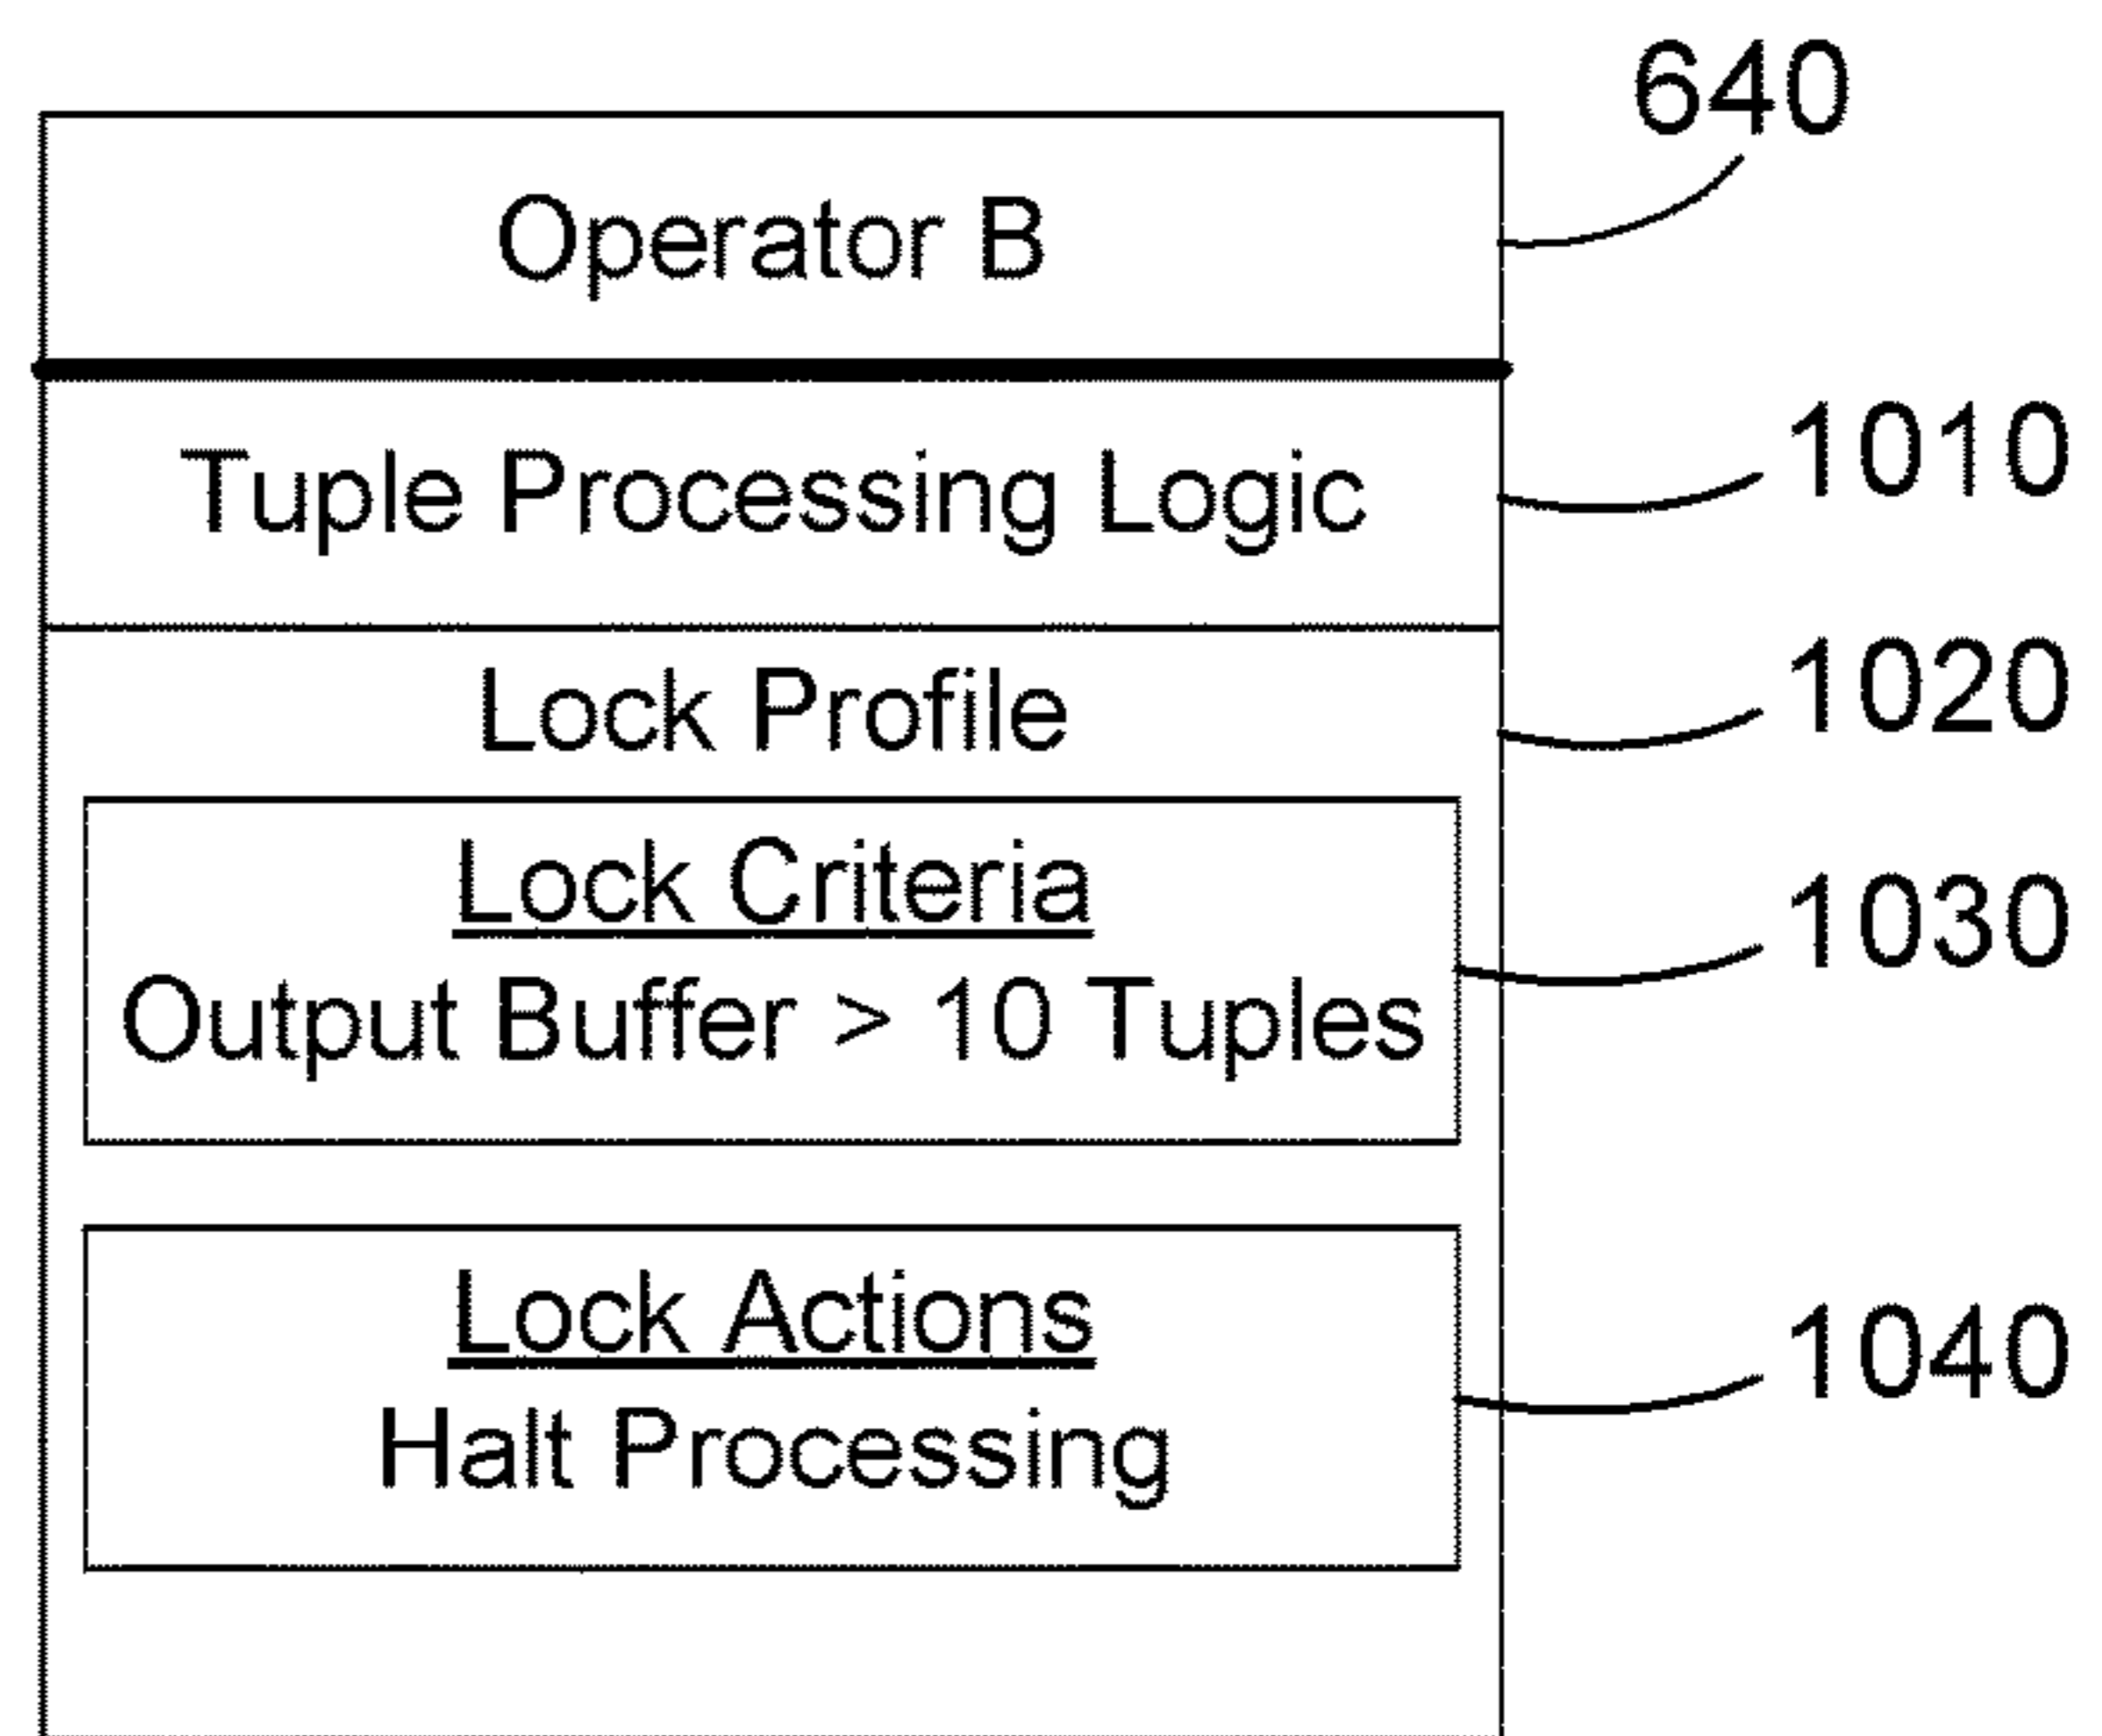 640
Operator B
Tuple Processing Logic
1010
Lock Profile
1020
Lock Criteria
1030
Output Buffer > 10 Tuples
Lock Actions
1040
Halt Processing